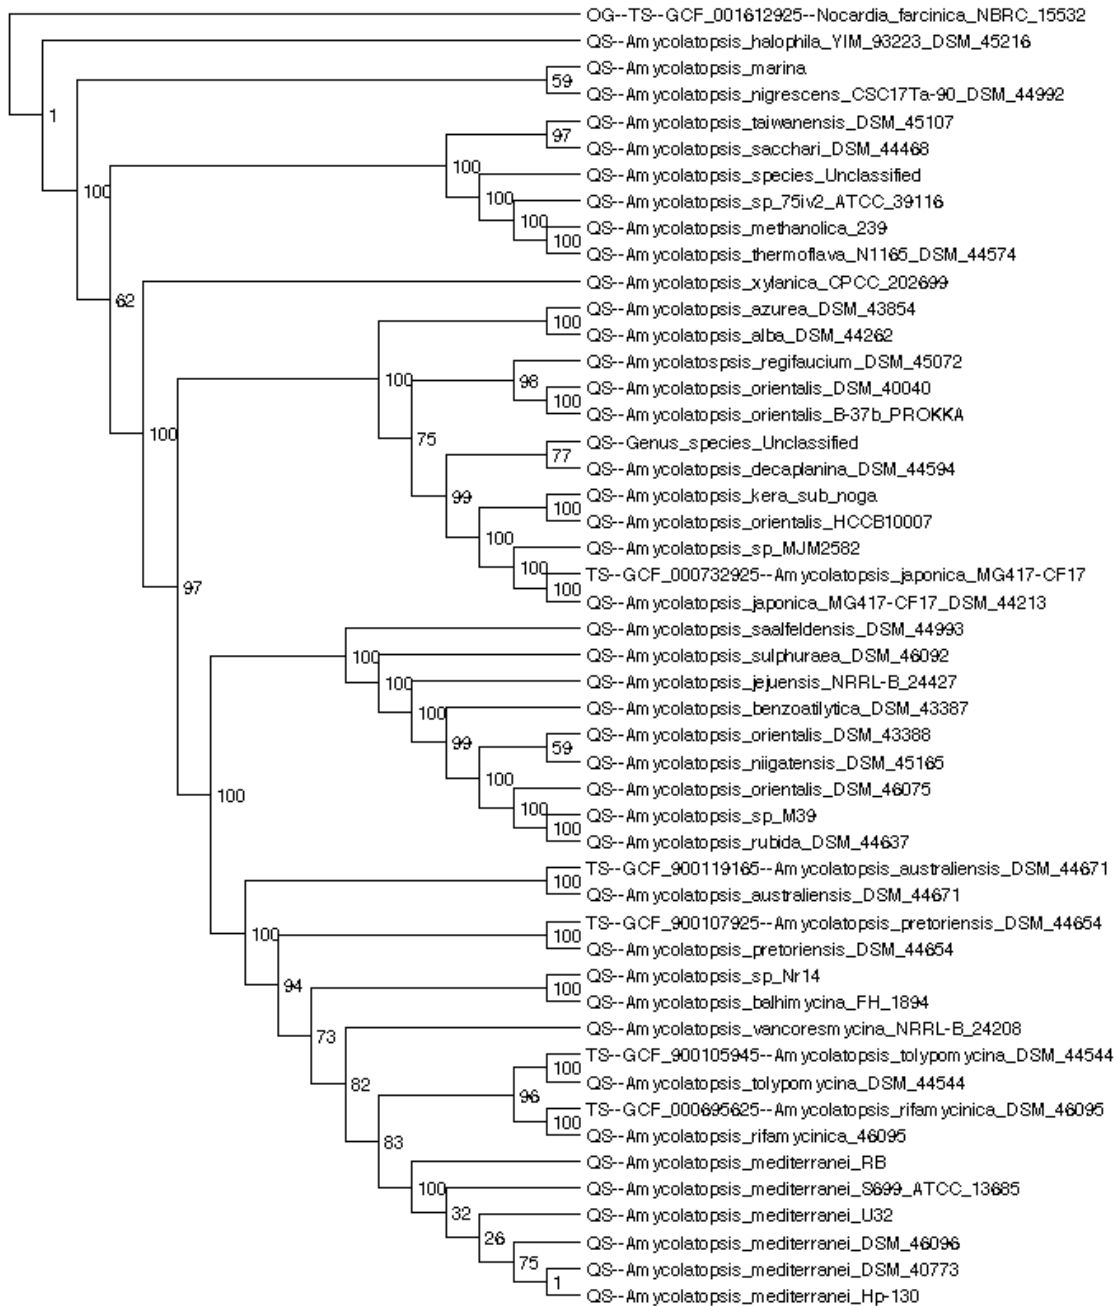 OG--TS--GCF_001612925--Nocardia_farcinica_NBRC_15532
QS--Amycolatopsis_halophila_YIM_93223_DSM_45216
QS--Amycolatopsis_marina
59
QS--Amycolatopsis_nigrescens_CSC17Ta-90_DSM_44992
1
QS--Amycolatopsis_taiwanensis_DSM_45107
97
QS--Amycolatopsis_sacchari_DSM_44468
100
QS--Amycolatopsis_species_Unclassified
100
100
QS--Amycolatopsis_sp_75iv2_ATCC_39116
100
QS--Amycolatopsis_methanolica_239
100
QS--Amycolatopsis_thermoflava_N1165_DSM_44574
QS--Amycolatopsis_xylanica_CPCC_202699
62
QS--Amycolatopsis_azurea_DSM_43854
100
QS--Amycolatopsis_alba_DSM_44262
QS--Amycolatospsis_regifaucium_DSM_45072
100
98
QS--Amycolatopsis_orientalis_DSM_40040
100
QS--Amycolatopsis_orientalis_B-37b_PROKKA
100
75
QS--Genus_species_Unclassified
77
QS--Amycolatopsis_decaplanina_DSM_44594
99
QS--Amycolatopsis_kera_sub_noga
100
QS--Amycolatopsis_orientalis_HCCB10007
100
QS--Amycolatopsis_sp_MJM2582
100
TS--GCF_000732925--Amycolatopsis_japonica_MG417-CF17
97
100
QS--Amycolatopsis_japonica_MG417-CF17_DSM_44213
QS--Amycolatopsis_saalfeldensis_DSM_44993
100
QS--Amycolatopsis_sulphuraea_DSM_46092
100
QS--Amycolatopsis_jejuensis_NRRL-B_24427
100
QS--Amycolatopsis_benzoatilytica_DSM_43387
99
QS--Amycolatopsis_orientalis_DSM_43388
59
QS--Amycolatopsis_niigatensis_DSM_45165
100
QS--Amycolatopsis_orientalis_DSM_46075
100
100
QS--Amycolatopsis_sp_M39
100
QS--Amycolatopsis_rubida_DSM_44637
TS--GCF_900119165--Amycolatopsis_australiensis_DSM_44671
100
QS--Amycolatopsis_australiensis_DSM_44671
TS--GCF_900107925--Amycolatopsis_pretoriensis_DSM_44654
100
100
QS--Amycolatopsis_pretoriensis_DSM_44654
QS--Amycolatopsis_sp_Nr14
94
100
QS--Amycolatopsis_balhimycina_FH_1894
QS--Amycolatopsis_vancoresmycina_NRRL-B_24208
73
TS--GCF_900105945--Amycolatopsis_tolypomycina_DSM_44544
100
QS--Amycolatopsis_tolypomycina_DSM_44544
82
96
TS--GCF_000695625--Amycolatopsis_rifamycinica_DSM_46095
100
QS--Amycolatopsis_rifamycinica_46095
83
QS--Amycolatopsis_mediterranei_RB
100
QS--Amycolatopsis_mediterranei_S699_ATCC_13685
32
QS--Amycolatopsis_mediterranei_U32
26
QS--Amycolatopsis_mediterranei_DSM_46096
75
QS--Amycolatopsis_mediterranei_DSM_40773
1
QS--Amycolatopsis_mediterranei_Hp-130